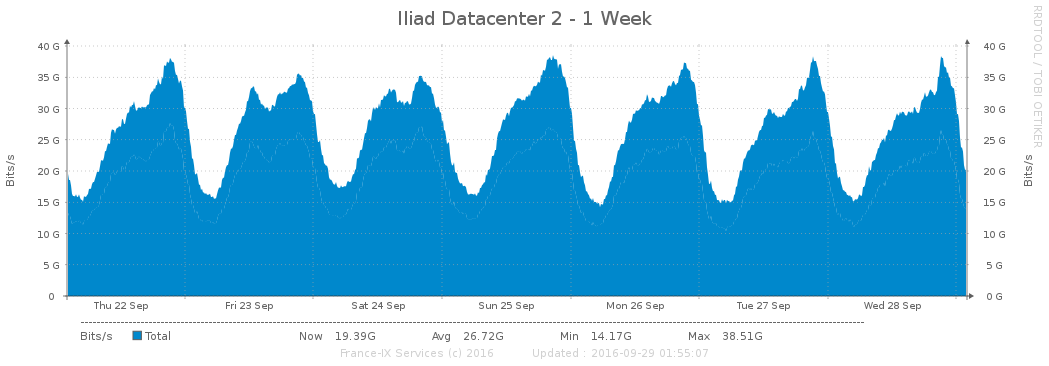 Iliad Datacenter 2 - 1 Week
RRDTOOL / TOBI OETIKER
Bits/s
40 G 40 G
35 G 35 G
30 G 30 G
25 G 25 G
20 G 20 G
15 G 15 G
10 G 10 G
5 G 5 G
0 0 G
Bits/s
Thu 22 Sep Fri 23 Sep Sat 24 Sep Sun 25 Sep Mon 26 Sep Tue 27 Sep Wed 28 Sep
Bits/s Total Now 19.39G Avg 26.72G Min 14.17G Max 38.51G
France-IX Services (c) 2016 Updated : 2016-09-29 01:55:07